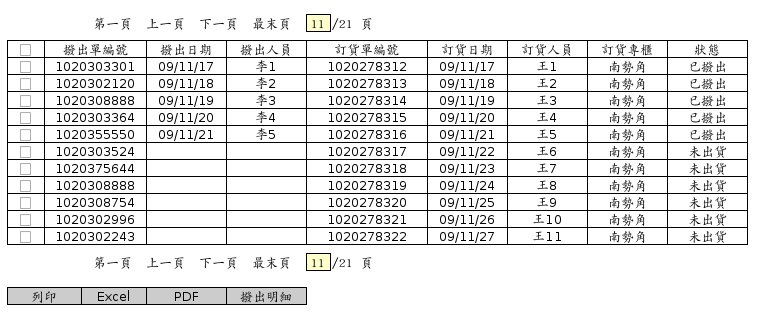 第一頁 上一頁 下一頁 最末頁 11/21 頁
撥出單編號 撥出日期 撥出人員 訂貨單編號 訂貨日期 訂貨人員 訂貨專櫃 狀態
1020303301 09/11/17 李1 1020278312 09/11/17 王1 南勢角 已撥出
1020302120 09/11/18 李2 1020278313 09/11/18 王2 南勢角 已撥出
1020308888 09/11/19 李3 1020278314 09/11/19 王3 南勢角 已撥出
1020303364 09/11/20 李4 1020278315 09/11/20 王4 南勢角 已撥出
1020355550 09/11/21 李5 1020278316 09/11/21 王5 南勢角 已撥出
1020303524 1020278317 09/11/22 王6 南勢角 未出貨
1020375644 1020278318 09/11/23 王7 南勢角 未出貨
1020308888 1020278319 09/11/24 王8 南勢角 未出貨
1020308754 1020278320 09/11/25 王9 南勢角 未出貨
1020302996 1020278321 09/11/26 王10 南勢角 未出貨
1020302243 1020278322 09/11/27 王11 南勢角 未出貨
第一頁 上一頁 下一頁 最末頁 11/21 頁
列印 Excel PDF 撥出明細